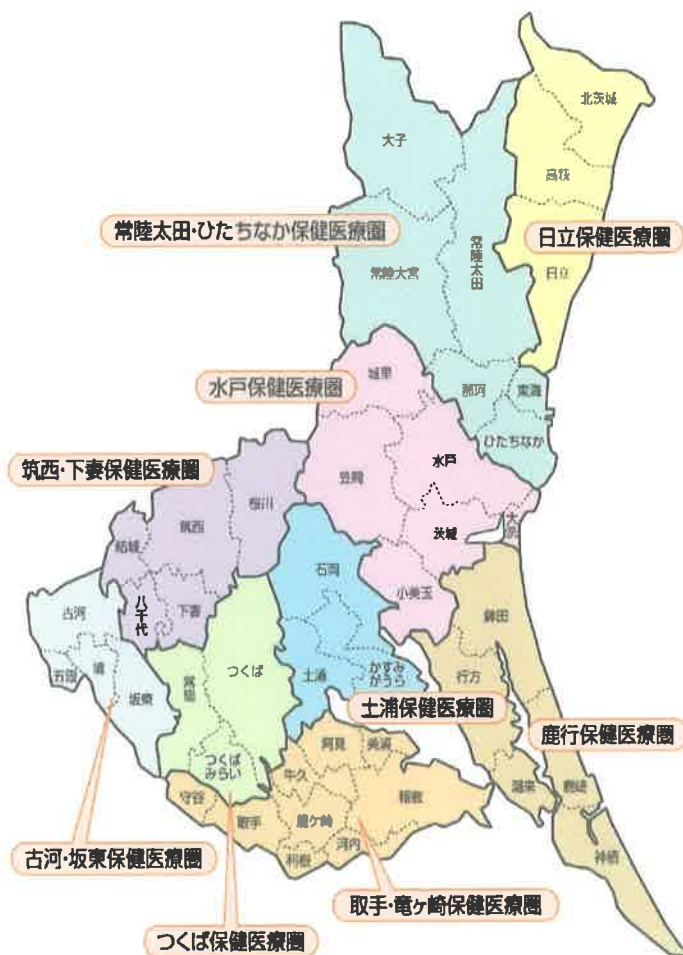 北茨城
大子
高萩
常陸太田・ひたちなか保健医療圏
日立保健医療圏
常陸太田
常陸大宮
日立
城里
水戸保健医療圏
那珂
東海
ひたちなか
水戸
筑西・下妻保健医療圏
笠間
桜川
筑西
大洗
茨城
結城
石岡
小美玉
八千代
下妻
古河
鉾田
つくば
五霞
境
坂東
常総
土浦
かすみ
がうら
行方
土浦保健医療圏
鹿行保健医療圏
阿見
美浦
つくば
みらい
牛久
守谷
稲敷
潮来
鹿嶋
取手
龍ケ崎
河内
利根
神栖
古河・坂東保健医療圏
取手・竜ヶ崎保健医療圏
つくば保健医療圏